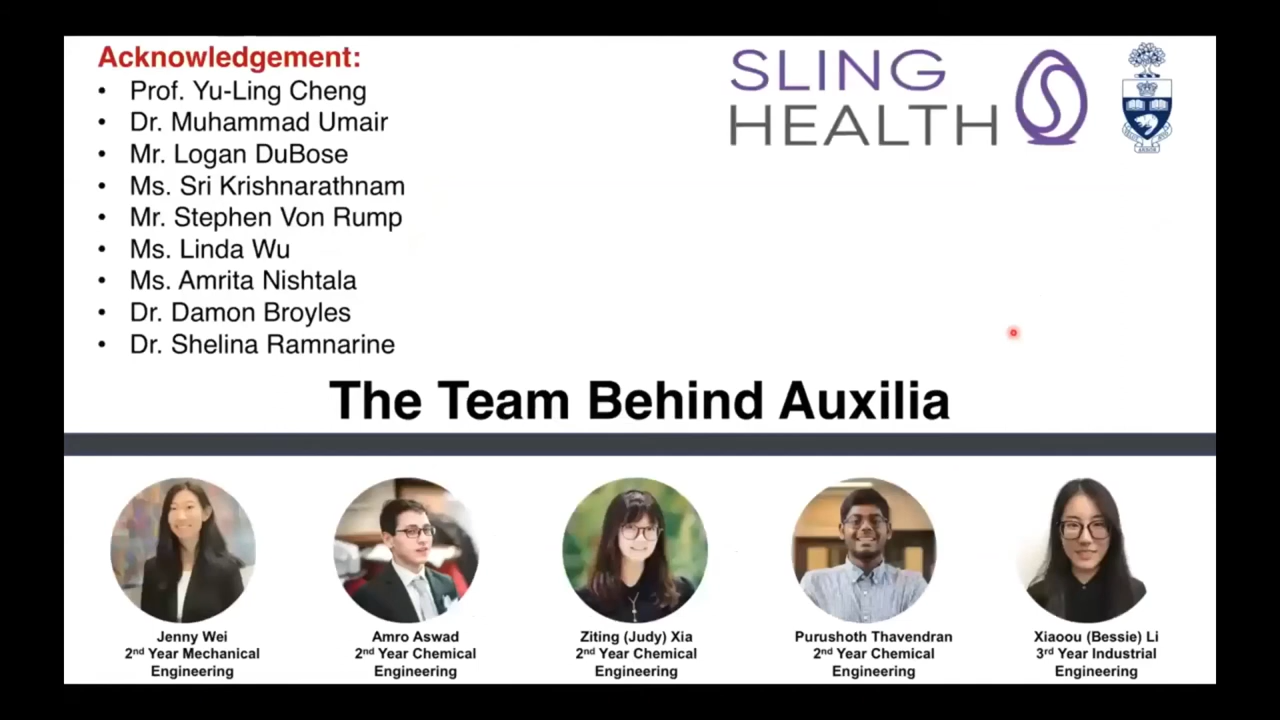 Acknowledgement:
• Prof. Yu-Ling Cheng
• Dr. Muhammad Umair
• Mr. Logan DuBose
• Ms. Sri Krishnarathnam
• Mr. Stephen Von Rump
• Ms. Linda Wu
• Ms. Amrita Nishtala
• Dr. Damon Broyles
• Dr. Shelina Ramnarine
SLING
HEALTH
The Team Behind Auxilia
Jenny Wei
2nd Year Mechanical
Engineering
Amro Aswad
2nd Year Chemical
Engineering
Ziting (Judy) Xia
2nd Year Chemical
Engineering
Purushoth Thavendran
2nd Year Chemical
Engineering
Xiaoou (Bessie) Li
3rd Year Industrial
Engineering